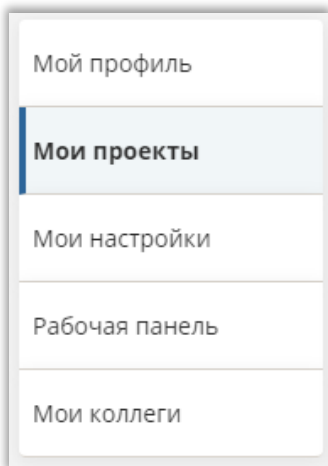 Мой профиль
Мои проекты
Мои настройки
Рабочая панель
Мои коллеги